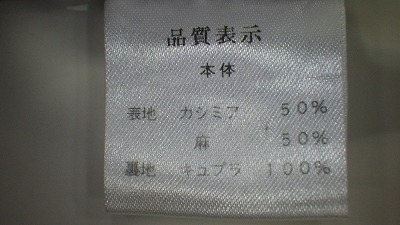 品質表示
本体
表地 カシミア 50%
麻 50%
裏地 キュプラ 100%